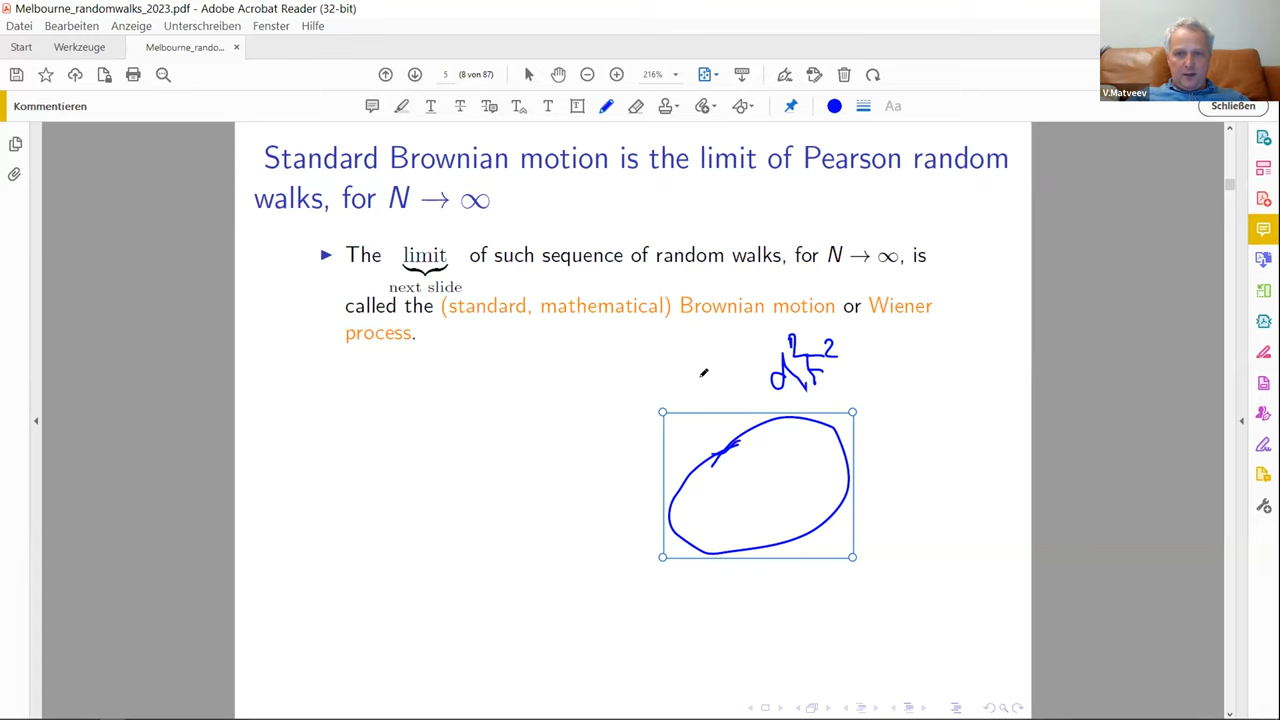 Melbourne_randomwalks_2023.pdf - Adobe Acrobat Reader (32-bit)
Datei Bearbeiten Anzeige Unterschreiben Fenster Hilfe
Start Werkzeuge Melbourne_rando... ×
5 (8 von 87) 216%
V.Matveev
Kommentieren Aa Schließen
Standard Brownian motion is the limit of Pearson random
walks, for N → ∞
▶ The limit of such sequence of random walks, for N → ∞, is
next slide
called the (standard, mathematical) Brownian motion or Wiener
process.